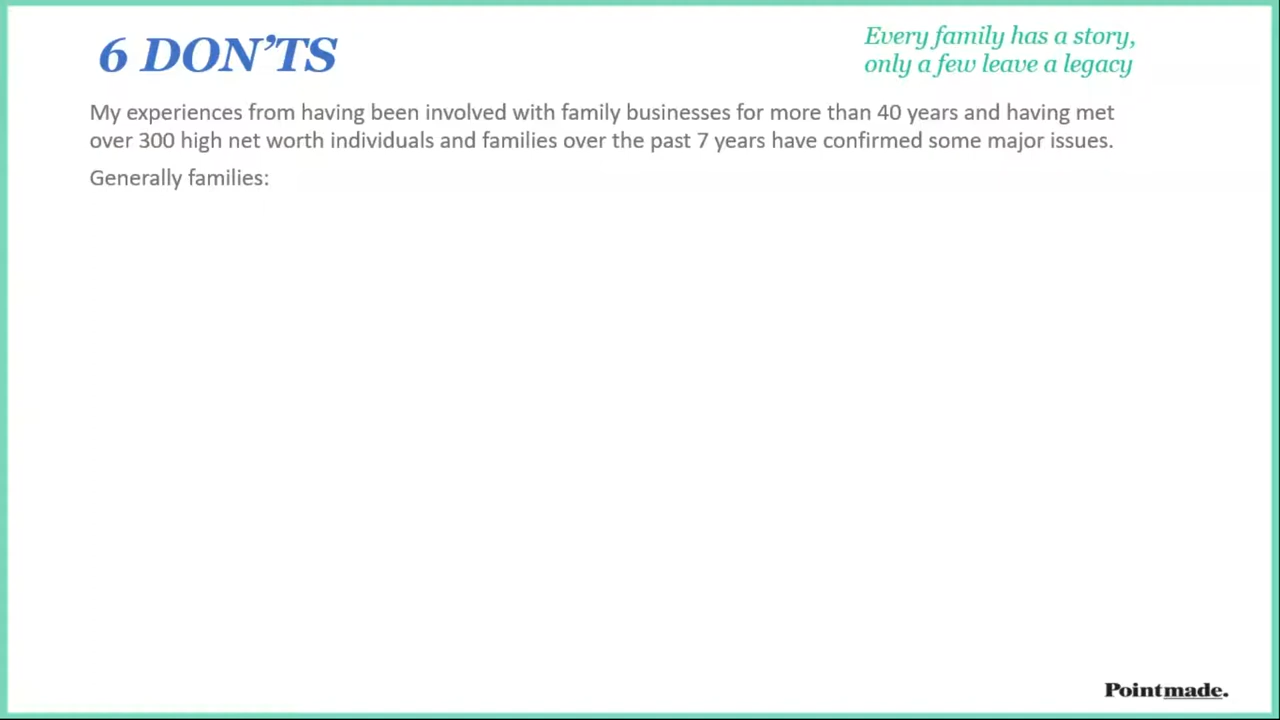 6 DON’TS
Every family has a story,
only a few leave a legacy
My experiences from having been involved with family businesses for more than 40 years and having met
over 300 high net worth individuals and families over the past 7 years have confirmed some major issues.
Generally families:
Pointmade.